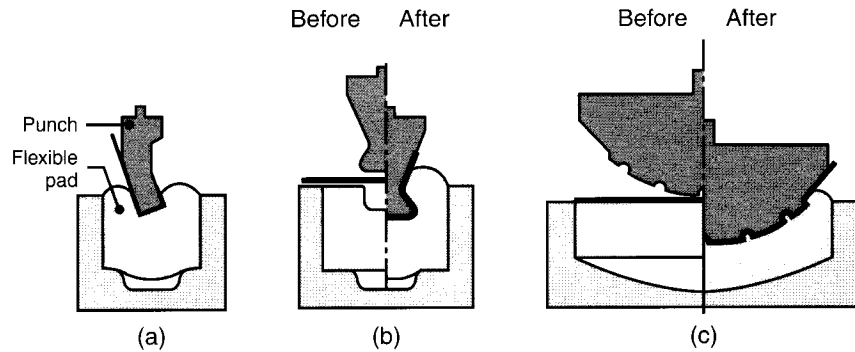 Before After
Before After
Punch
Flexible
pad
(a)
(b)
(c)